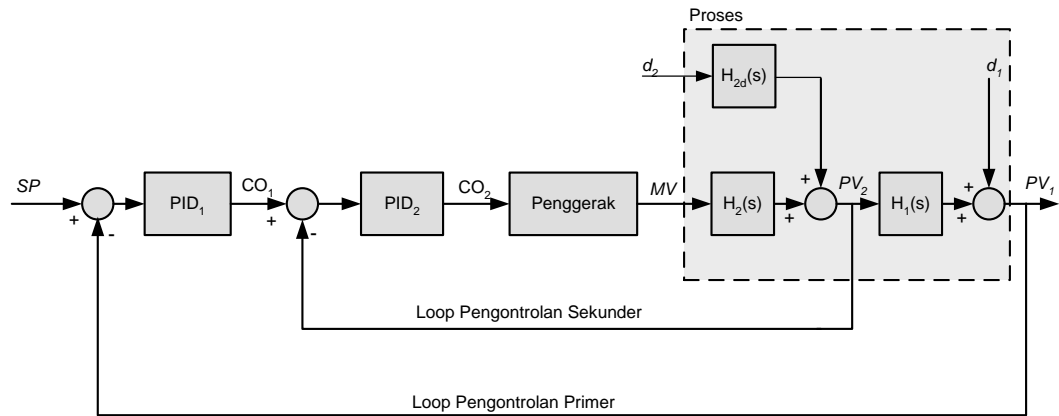 Proses
d₂
H₂d(s)
d₁
SP
+
-
PID₁
CO₁
+
-
PID₂
CO₂
Penggerak
MV
H₂(s)
+
+
PV₂
H₁(s)
+
+
PV₁
Loop Pengontrolan Sekunder
Loop Pengontrolan Primer